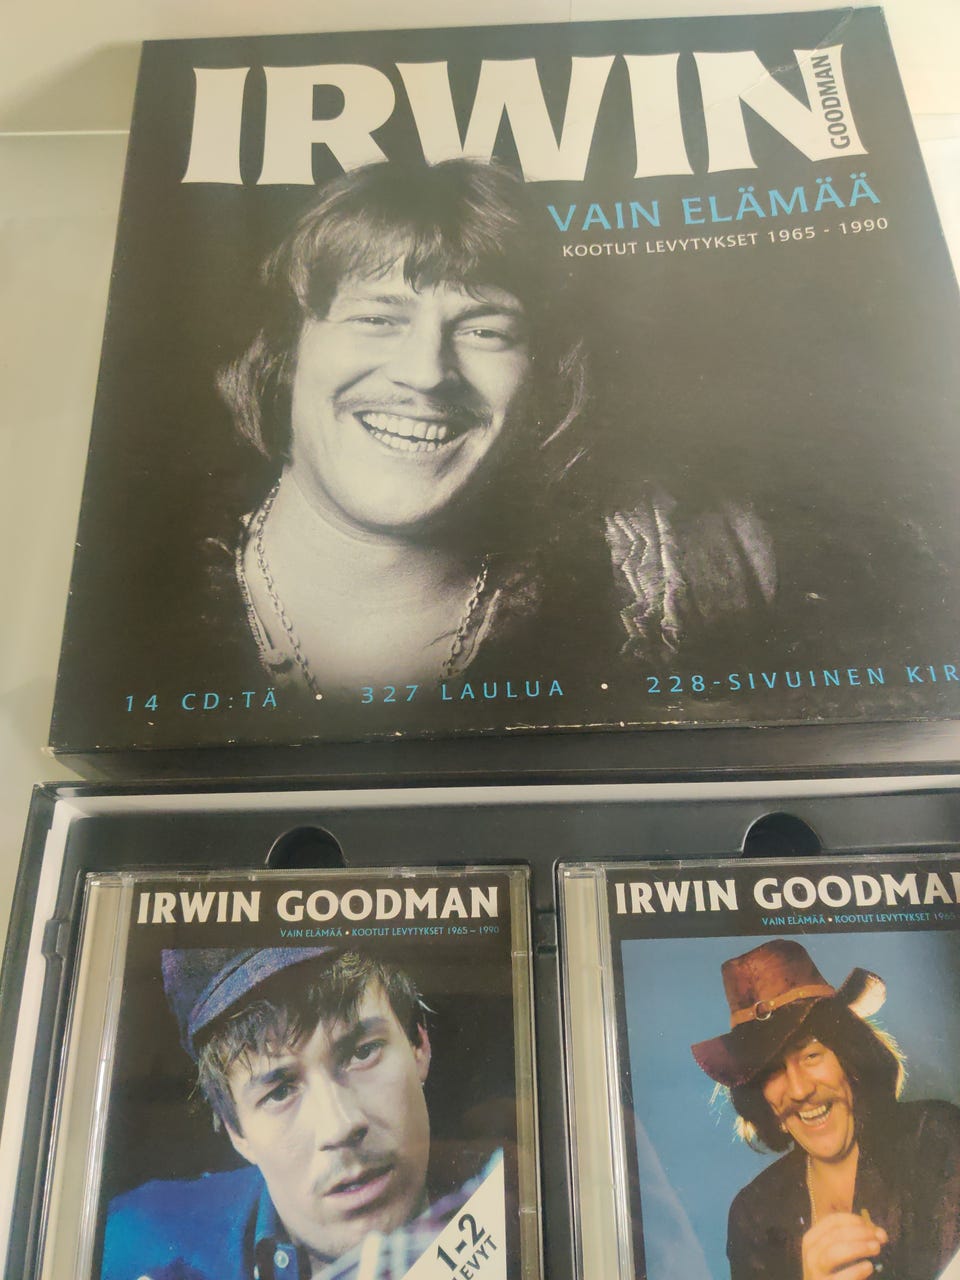 IRWIN
GOODMAN
VAIN ELÄMÄÄ
KOOTUT LEVYTYKSET 1965 - 1990
14 CD:TÄ • 327 LAULUA • 228-SIVUINEN
IRWIN GOODMAN
VAIN ELÄMÄÄ • KOOTUT LEVYTYKSET 1965 – 1990
1-2
LEVYT
IRWIN
VAIN ELÄMÄÄ • KOOTUT LEVYTYKSET 1965